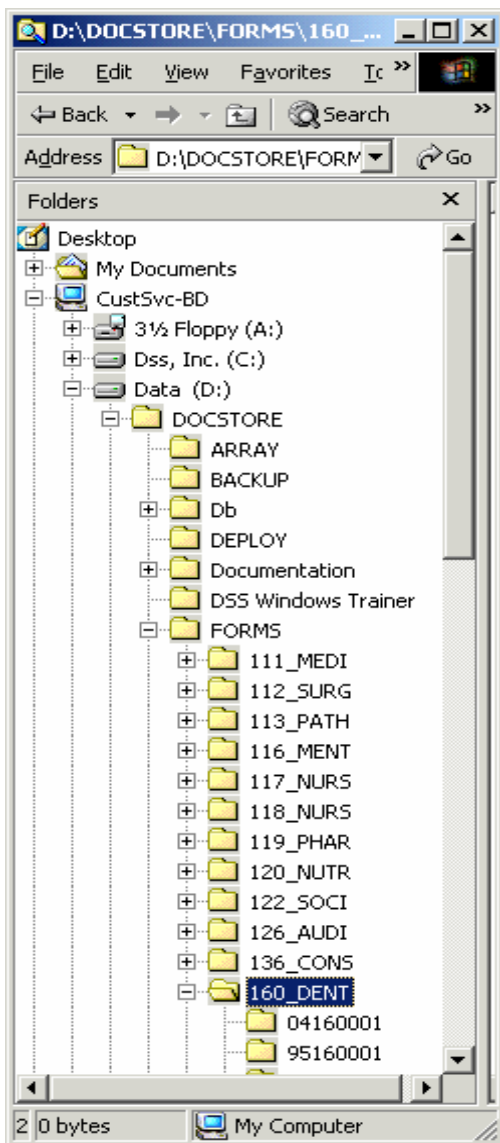 D:\DOCSTORE\FORMS\160_...
File Edit View Favorites Tc »
Back Search »
Address D:\DOCSTORE\FORM Go
Folders
Desktop
My Documents
CustSvc-BD
3½ Floppy (A:)
Dss, Inc. (C:)
Data (D:)
DOCSTORE
ARRAY
BACKUP
Db
DEPLOY
Documentation
DSS Windows Trainer
FORMS
111_MEDI
112_SURG
113_PATH
116_MENT
117_NURS
118_NURS
119_PHAR
120_NUTR
122_SOCI
126_AUDI
136_CONS
160_DENT
04160001
95160001
2 0 bytes My Computer